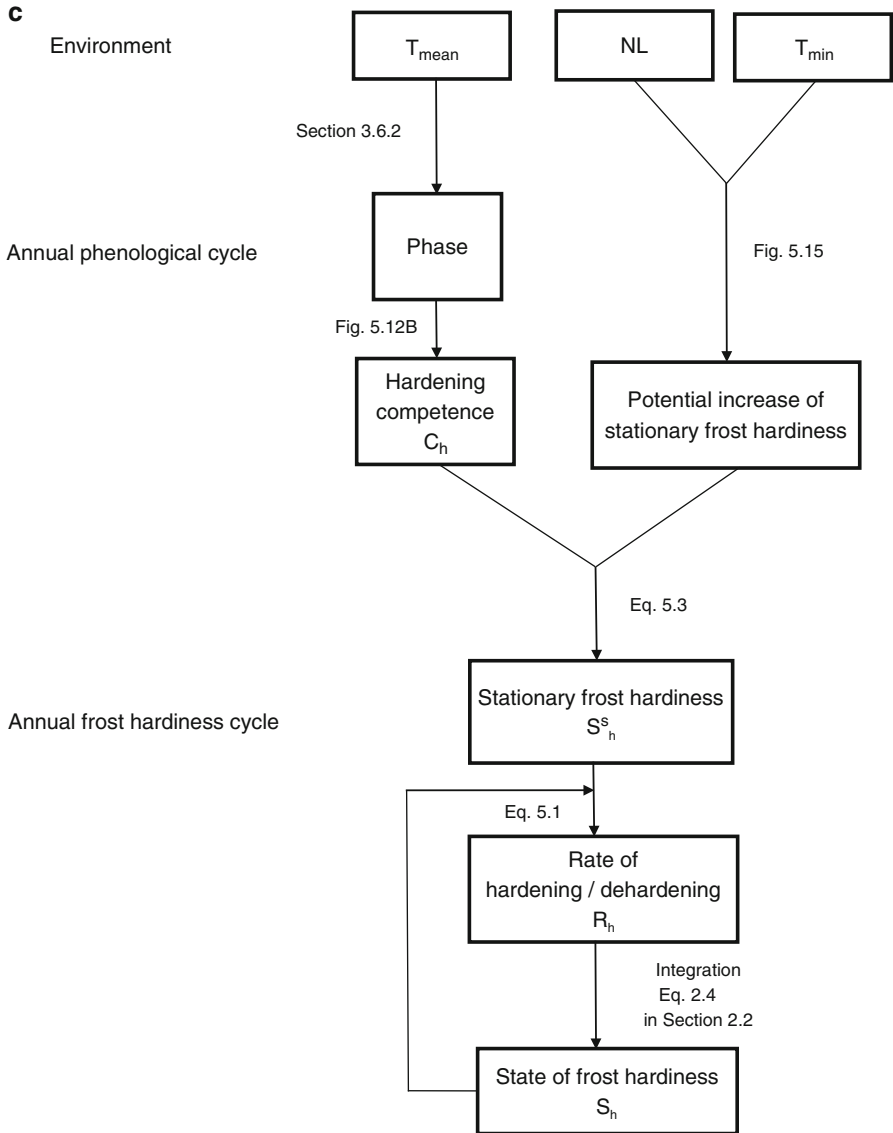 c
Environment
T_mean
NL
T_min
Section 3.6.2
Phase
Annual phenological cycle
Fig. 5.15
Fig. 5.12B
Hardening
competence
C_h
Potential increase of
stationary frost hardiness
Eq. 5.3
Stationary frost hardiness
S^s_h
Annual frost hardiness cycle
Eq. 5.1
Rate of
hardening / dehardening
R_h
Integration
Eq. 2.4
in Section 2.2
State of frost hardiness
S_h